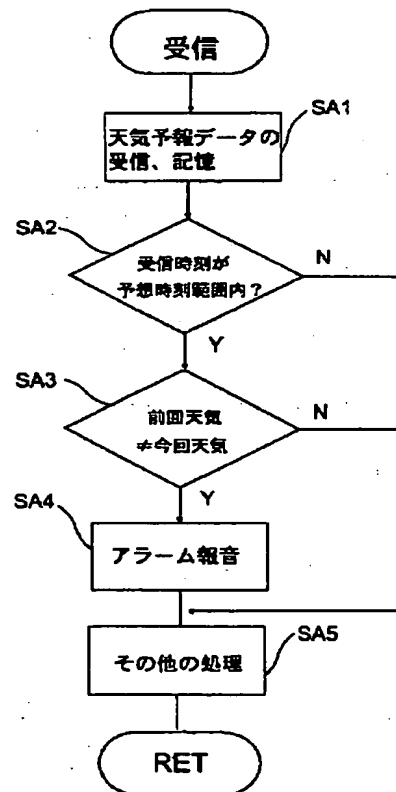 受信
SA1
天気予報データの
受信、記憶
SA2
受信時刻が
予想時刻範囲内?
N
Y
SA3
前回天気
≠今回天気
N
Y
SA4
アラーム報音
SA5
その他の処理
RET